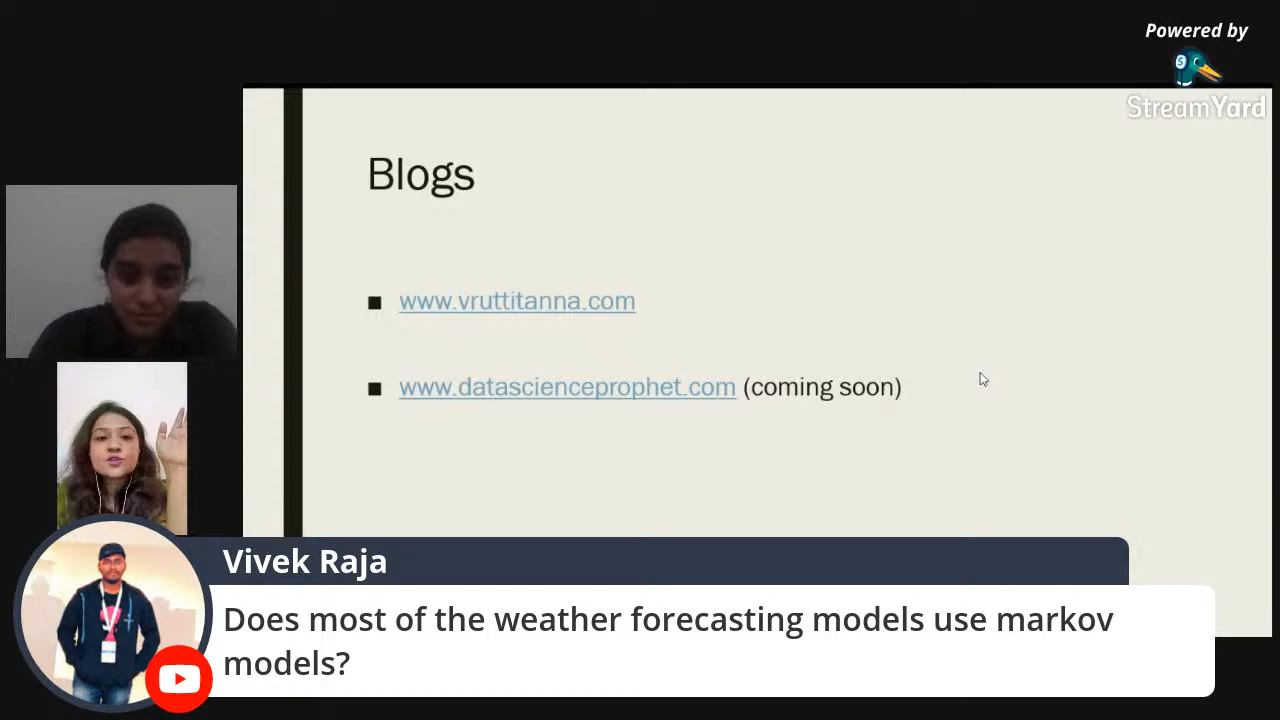 Powered by
StreamYard
Blogs
www.vruttitanna.com
www.datascienceprophet.com (coming soon)
Vivek Raja
Does most of the weather forecasting models use markov
models?